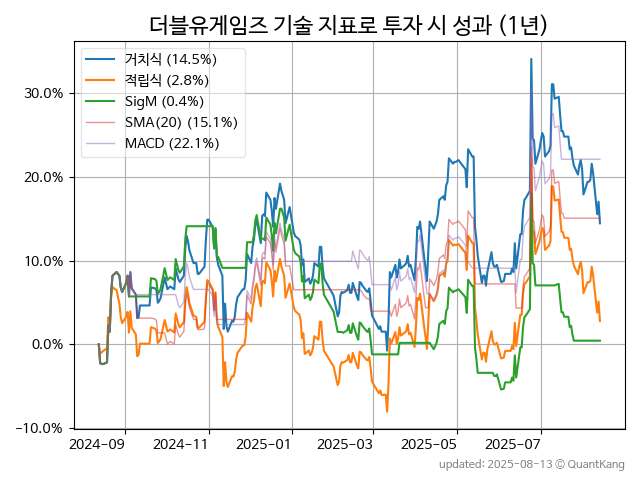 더블유게임즈 기술 지표로 투자 시 성과 (1년)
거치식 (14.5%)
적립식 (2.8%)
SigM (0.4%)
SMA(20) (15.1%)
MACD (22.1%)
30.0%
20.0%
10.0%
0.0%
−10.0%
2024-09 2024-11 2025-01 2025-03 2025-05 2025-07
updated: 2025-08-13 © QuantKang